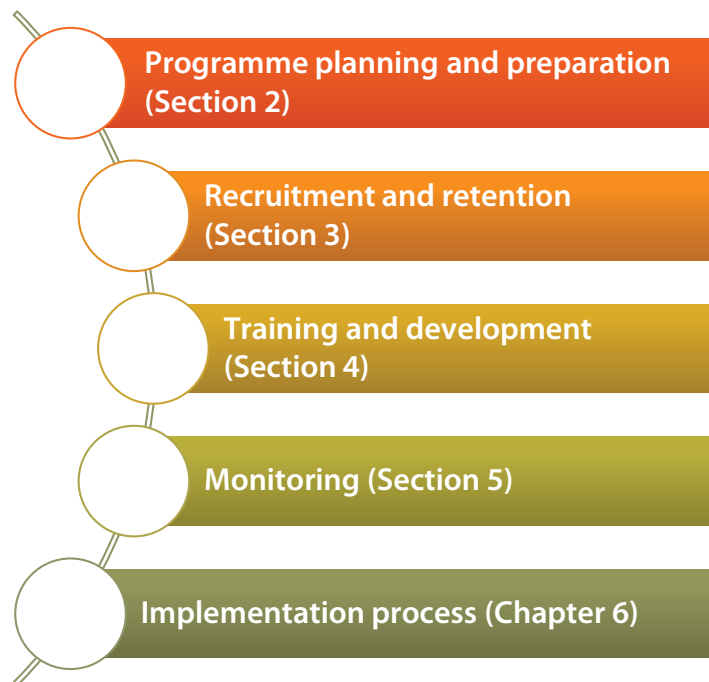 Programme planning and preparation
(Section 2)
Recruitment and retention
(Section 3)
Training and development
(Section 4)
Monitoring (Section 5)
Implementation process (Chapter 6)